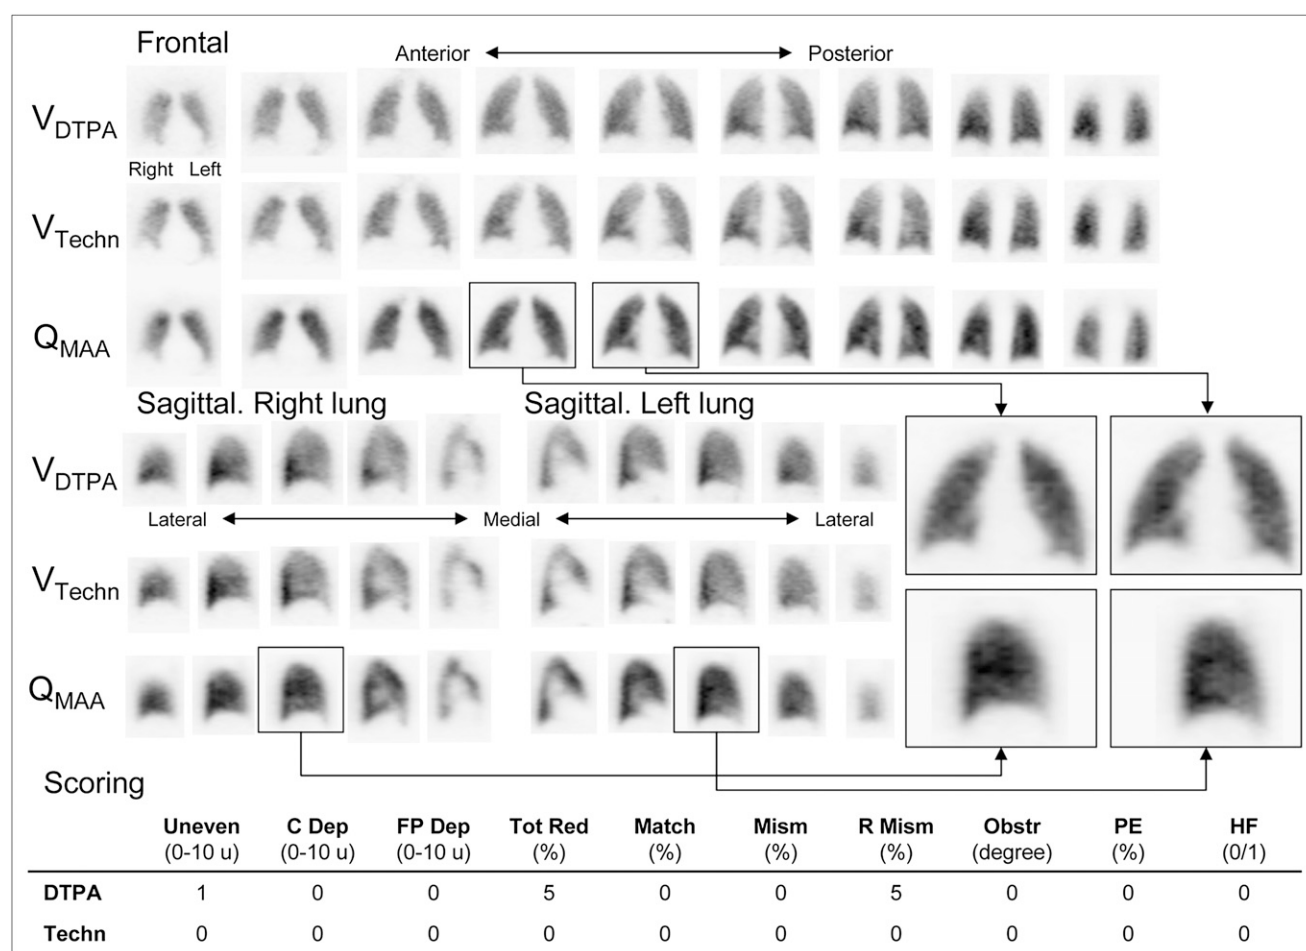 Frontal
Anterior Posterior
VDTPA
Right Left
VTechn
QMAA
Sagittal. Right lung Sagittal. Left lung
VDTPA
Lateral Medial Lateral
VTechn
QMAA
Scoring
Uneven C Dep FP Dep Tot Red Match Mism R Mism Obstr PE HF
(0-10 u) (0-10 u) (0-10 u) (%) (%) (%) (%) (degree) (%) (0/1)
DTPA 1 0 0 5 0 0 5 0 0 0
Techn 0 0 0 0 0 0 0 0 0 0